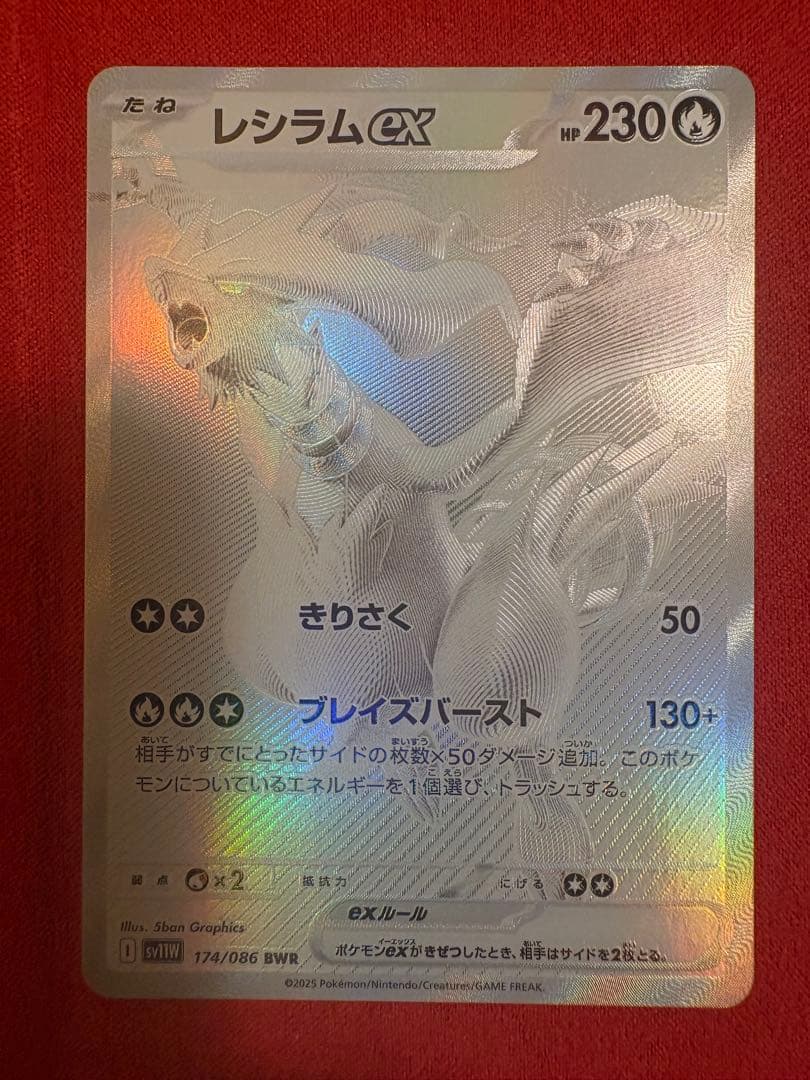 たね
レシラムex
HP 230
きりさく 50
ブレイズバースト 130+
相手がすでにとったサイドの枚数×50ダメージ追加。このポケ
モンについているエネルギーを1個選び、トラッシュする。
弱点 ×2 抵抗力 にげる
exルール
ポケモンexがきぜつしたとき、相手はサイドを2枚とる。
Illus. 5ban Graphics
I sv11W 174/086 BWR
©2025 Pokémon/Nintendo/Creatures/GAME FREAK.